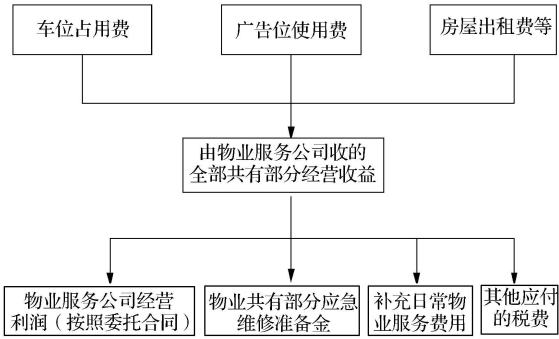 车位占用费
广告位使用费
房屋出租费等
由物业服务公司收的
全部共有部分经营收益
物业服务公司经营
利润（按照委托合同）
物业共有部分应急
维修准备金
补充日常物
业服务费用
其他应付
的税费